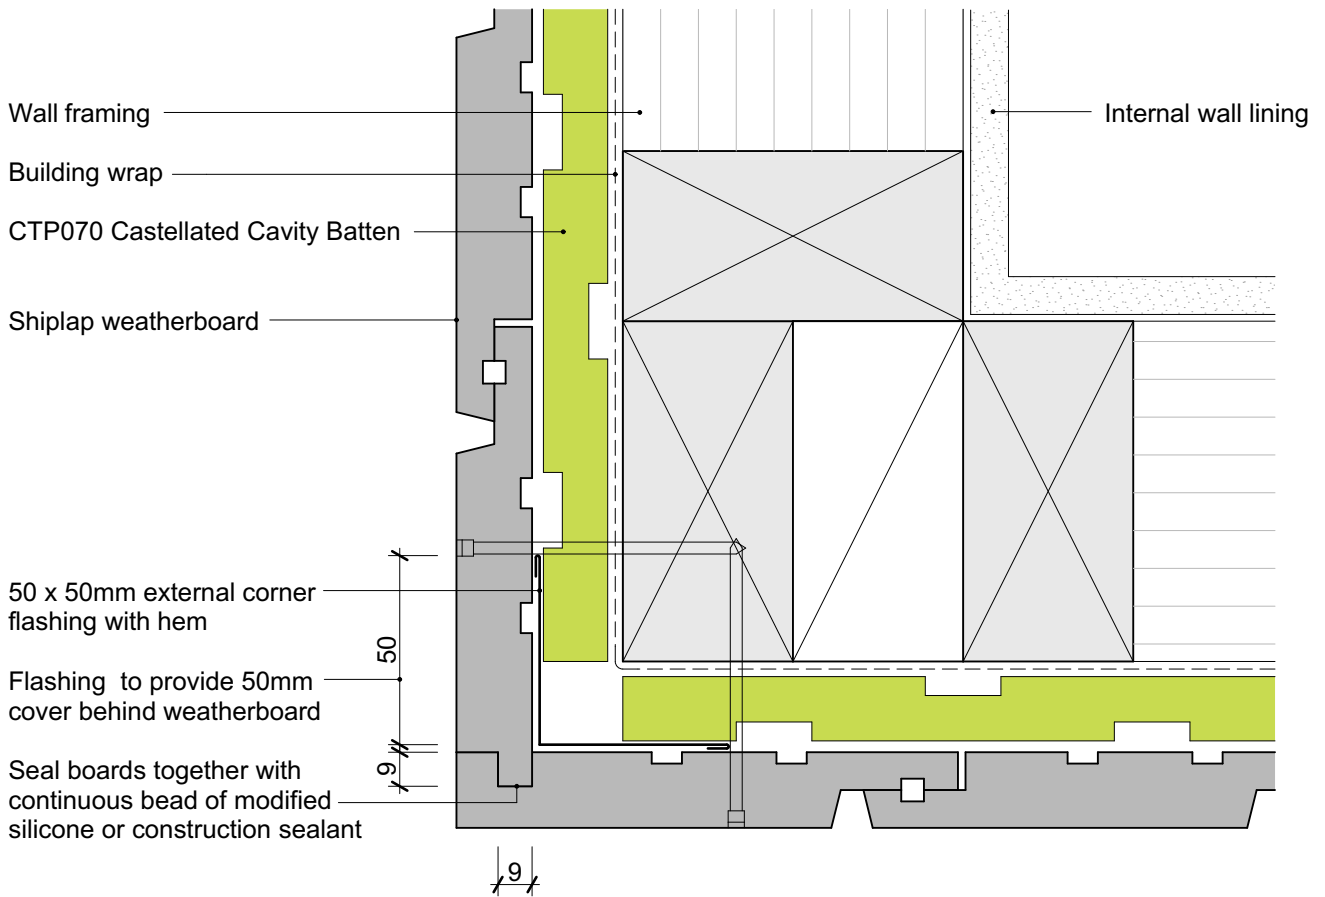 Wall framing
Internal wall lining
Building wrap
CTP070 Castellated Cavity Batten
Shiplap weatherboard
50 x 50mm external corner
flashing with hem
50
Flashing to provide 50mm
cover behind weatherboard
9
Seal boards together with
continuous bead of modified
silicone or construction sealant
9